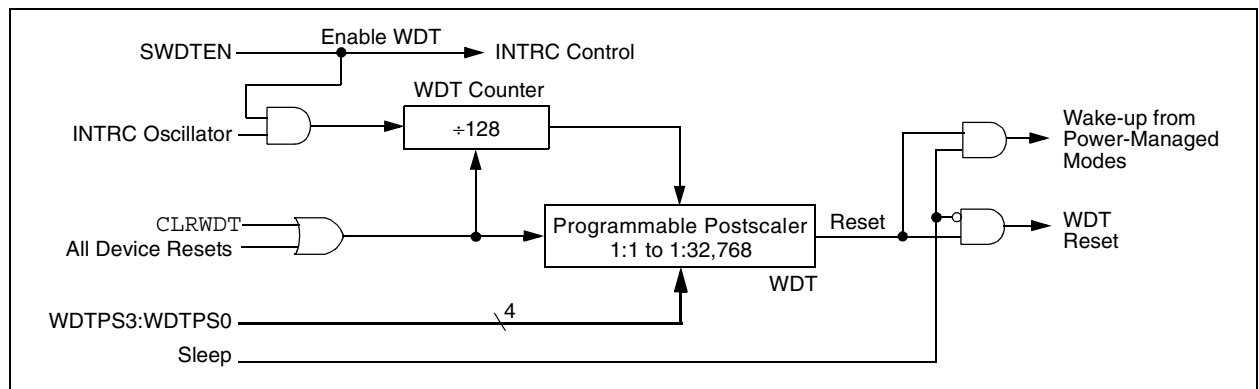 Enable WDT
SWDTEN
INTRC Control
WDT Counter
INTRC Oscillator
÷128
Wake-up from
Power-Managed
Modes
CLRWDT
All Device Resets
Programmable Postscaler
1:1 to 1:32,768
Reset
WDT
Reset
WDT
WDTPS3:WDTPS0
4
Sleep